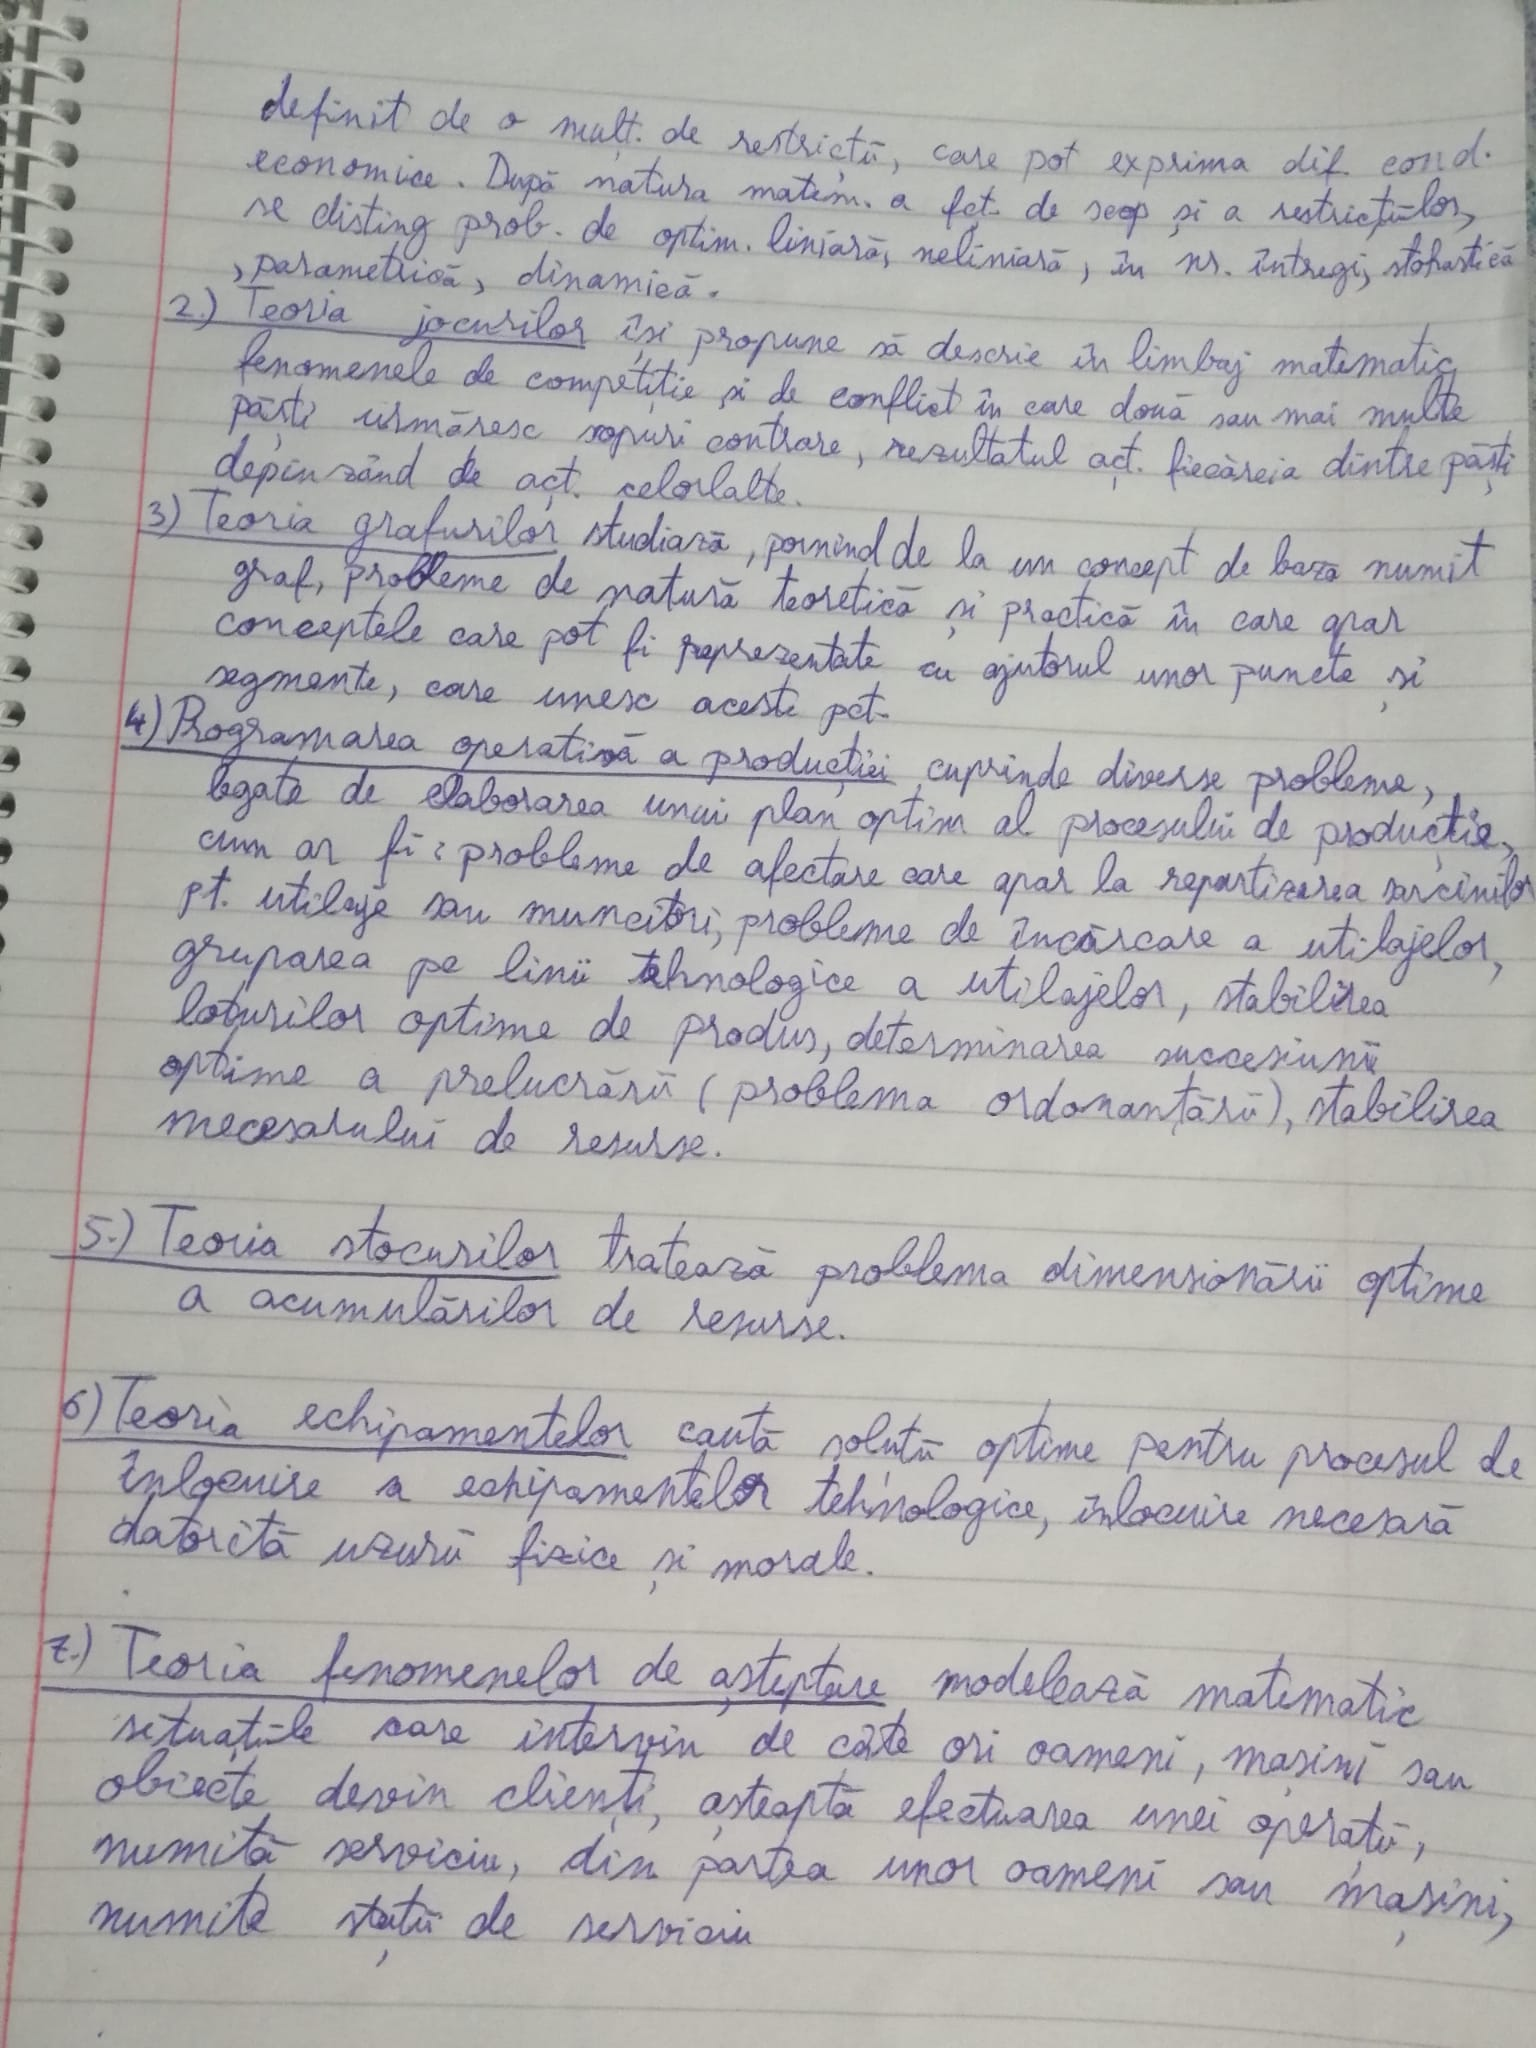 definit de o mulț. de restricții, care pot exprima dif. cond.
economice. După natura matem. a fct. de scop și a restricțiilor,
se disting prob. de optim. liniară, neliniară, în nr. întregi, stohastică
, parametrică, dinamică.
2.) Teoria jocurilor își propune să descrie în limbaj matematic
fenomenele de competiție și de conflict în care două sau mai multe
părți urmăresc scopuri contrare, rezultatul acț. fiecăreia dintre părți
depinzând de acț. celorlalte.
3) Teoria grafurilor studiază, pornind de la un concept de bază numit
graf, probleme de natură teoretică și practică în care apar
conceptele care pot fi reprezentate cu ajutorul unor puncte și
segmente, care unesc aceste pct.
4) Programarea operativă a producției cuprinde diverse probleme,
legate de elaborarea unui plan optim al procesului de producție,
cum ar fi: probleme de afectare care apar la repartizarea sarcinilor
pt. utilaje sau muncitori, probleme de încărcare a utilajelor,
gruparea pe linii tehnologice a utilajelor, stabilirea
loturilor optime de produs, determinarea succesiunii
optime a prelucrării (problema ordonanțării), stabilirea
necesarului de resurse.
5.) Teoria stocurilor tratează problema dimensionării optime
a acumulărilor de resurse.
6) Teoria echipamentelor caută soluții optime pentru procesul de
înlocuire a echipamentelor tehnologice, înlocuire necesară
datorită uzurii fizice și morale.
7.) Teoria fenomenelor de așteptare modelează matematic
situațiile care intervin de câte ori oameni, mașini sau
obiecte devin clienți, așteaptă efectuarea unei operații,
numită serviciu, din partea unor oameni sau mașini,
numite stații de serviciu